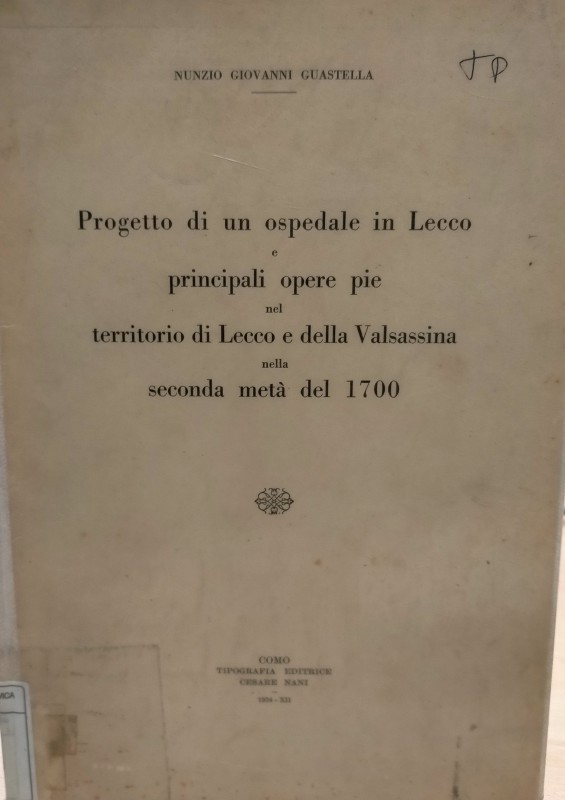 NUNZIO GIOVANNI GUASTELLA
Progetto di un ospedale in Lecco
e
principali opere pie
nel
territorio di Lecco e della Valsassina
nella
seconda metà del 1700
COMO
TIPOGRAFIA EDITRICE
CESARE NANI